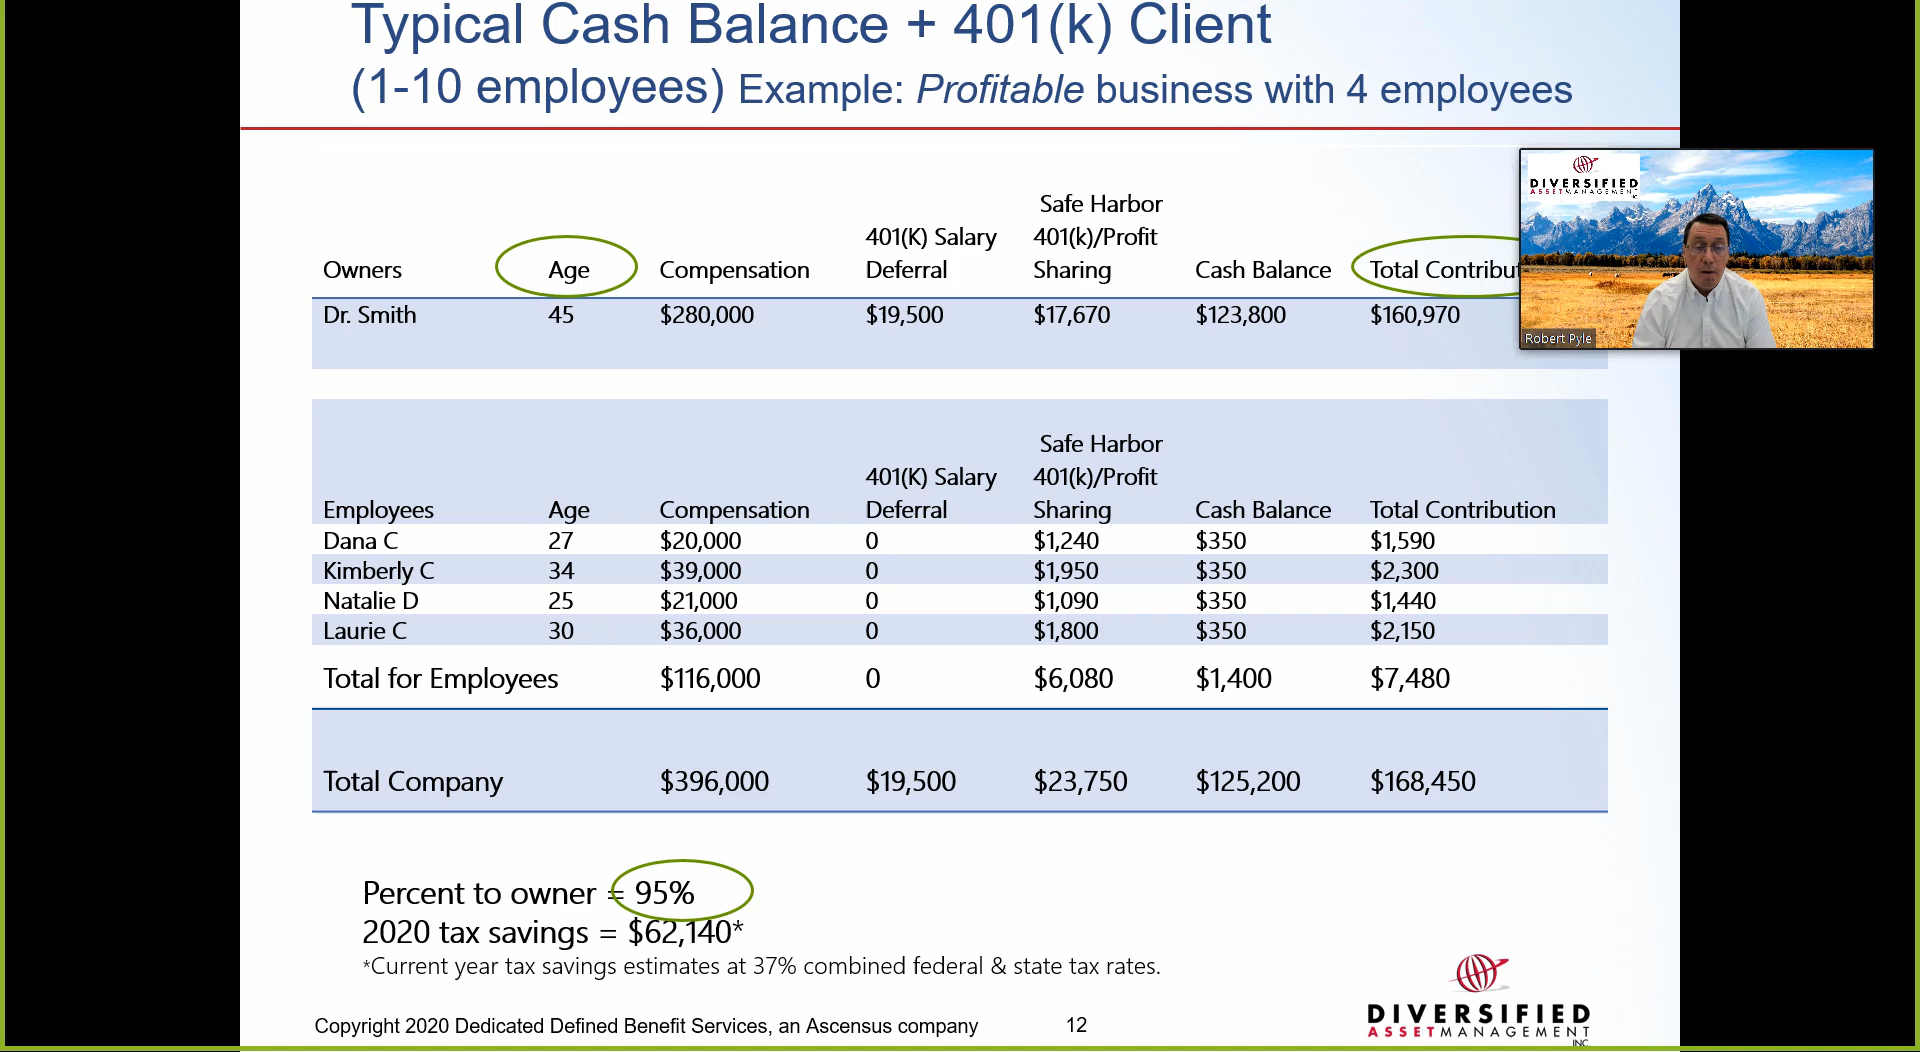 Typical Cash Balance + 401(k) Client
(1-10 employees) Example: Profitable business with 4 employees
DIVERSIFIED
ASSETMANAGEMENT
Robert Pyle
Safe Harbor
401(K) Salary 401(k)/Profit
Owners Age Compensation Deferral Sharing Cash Balance Total Contribu
Dr. Smith 45 $280,000 $19,500 $17,670 $123,800 $160,970
Safe Harbor
401(K) Salary 401(k)/Profit
Employees Age Compensation Deferral Sharing Cash Balance Total Contribution
Dana C 27 $20,000 0 $1,240 $350 $1,590
Kimberly C 34 $39,000 0 $1,950 $350 $2,300
Natalie D 25 $21,000 0 $1,090 $350 $1,440
Laurie C 30 $36,000 0 $1,800 $350 $2,150
Total for Employees $116,000 0 $6,080 $1,400 $7,480
Total Company $396,000 $19,500 $23,750 $125,200 $168,450
Percent to owner = 95%
2020 tax savings = $62,140*
*Current year tax savings estimates at 37% combined federal & state tax rates.
Copyright 2020 Dedicated Defined Benefit Services, an Ascensus company 12
DIVERSIFIED
ASSETMANAGEMENT
INC.